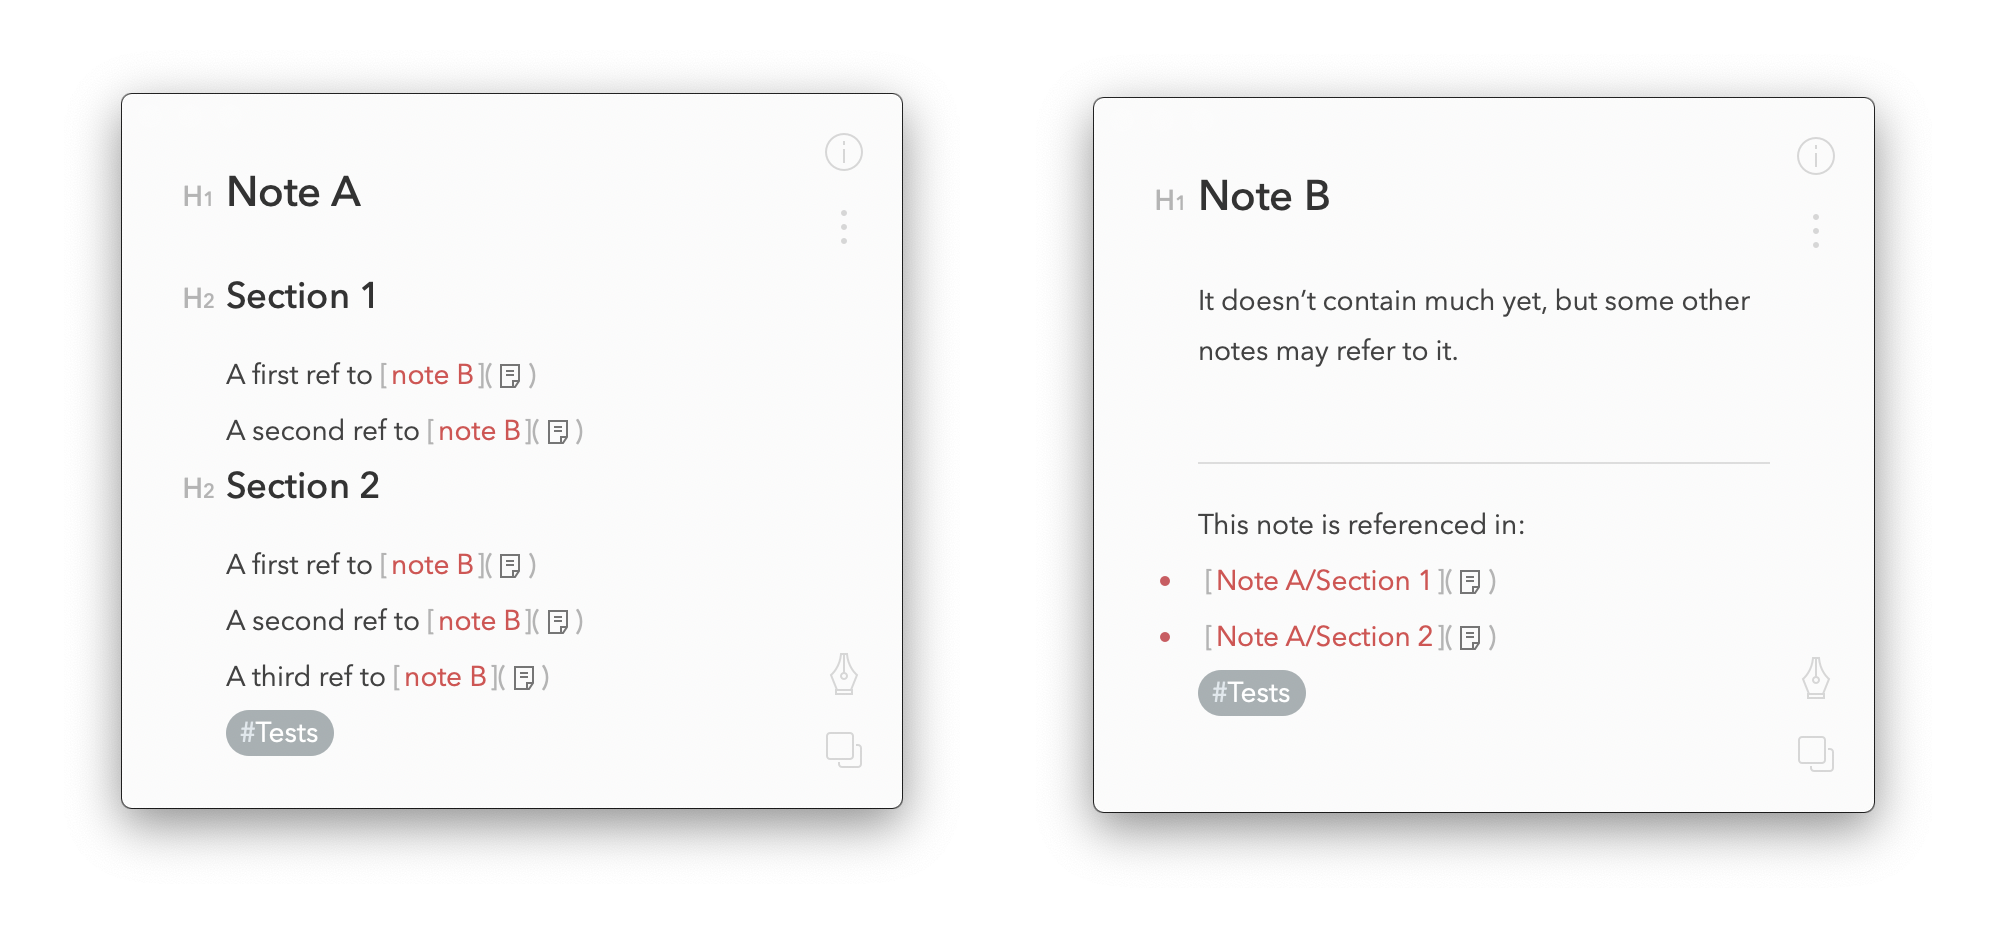 H1 Note A
H2 Section 1
A first ref to [note B]()
A second ref to [note B]()
H2 Section 2
A first ref to [note B]()
A second ref to [note B]()
A third ref to [note B]()
#Tests
H1 Note B
It doesn’t contain much yet, but some other
notes may refer to it.
This note is referenced in:
• [Note A/Section 1]()
• [Note A/Section 2]()
#Tests